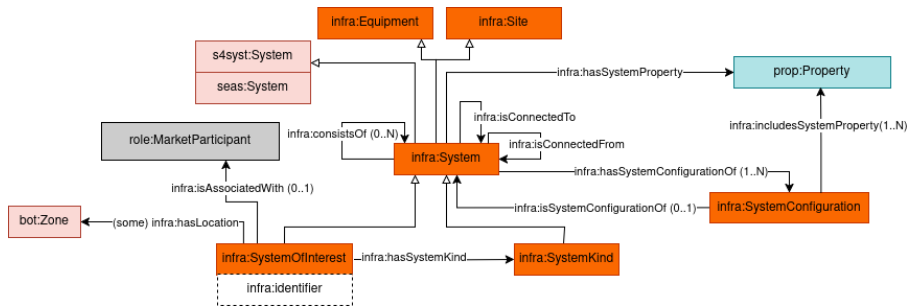 infra:Equipment
infra:Site
s4syst:System
seas:System
infra:hasSystemProperty
prop:Property
infra:consistsOf (0..N)
infra:isConnectedTo
infra:includesSystemProperty(1..N)
role:MarketParticipant
infra:isConnectedFrom
infra:System
infra:hasSystemConfigurationOf (1..N)
infra:isAssociatedWith (0..1)
infra:isSystemConfigurationOf (0..1)
infra:SystemConfiguration
bot:Zone
(some) infra:hasLocation
infra:SystemOfInterest
infra:hasSystemKind
infra:SystemKind
infra:identifier